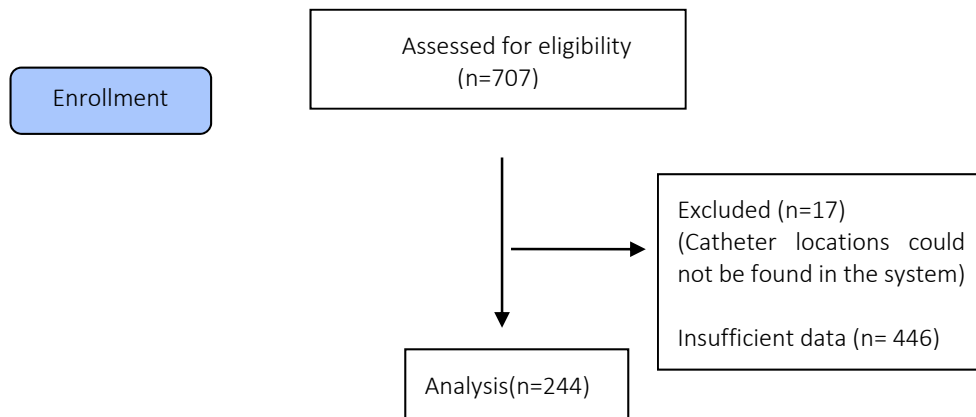 Assessed for eligibility
(n=707)
Enrollment
Excluded (n=17)
(Catheter locations could
not be found in the system)
Insufficient data (n= 446)
Analysis(n=244)